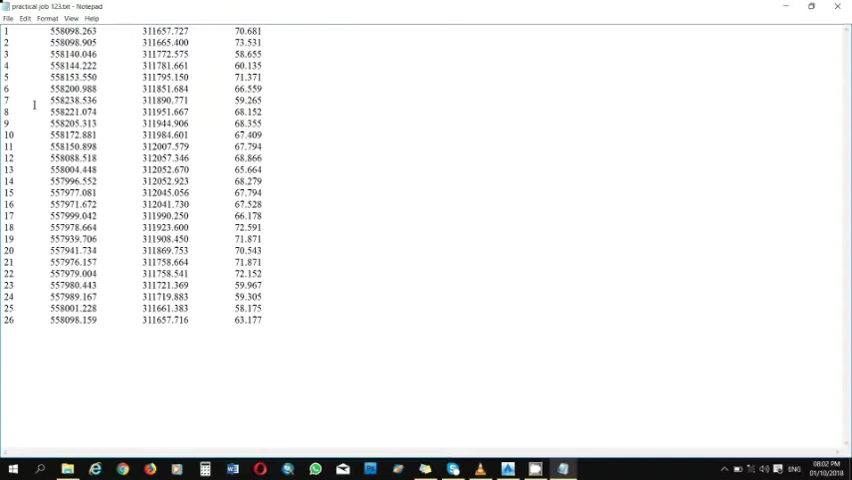 practical job 123.txt - Notepad
File Edit Format View Help
1 558098.263 311657.727 70.681
2 558098.905 311665.400 73.531
3 558140.046 311772.575 58.655
4 558144.222 311781.661 60.135
5 558153.550 311795.150 71.371
6 558200.988 311851.684 66.559
7 558238.536 311890.771 59.265
8 558221.074 311951.667 68.152
9 558205.313 311944.906 68.355
10 558172.881 311984.601 67.409
11 558150.898 312007.579 67.794
12 558088.518 312057.346 68.866
13 558004.448 312052.670 65.664
14 557996.552 312052.923 68.279
15 557977.081 312045.056 67.794
16 557971.672 312041.730 67.528
17 557999.042 311990.250 66.178
18 557978.664 311923.600 72.591
19 557939.706 311908.450 71.871
20 557941.734 311869.753 70.543
21 557976.157 311758.664 71.871
22 557979.004 311758.541 72.152
23 557980.443 311721.369 59.967
24 557989.167 311719.883 59.305
25 558001.228 311661.383 58.175
26 558098.159 311657.716 63.177
ENG
08:02 PM
01/10/2018